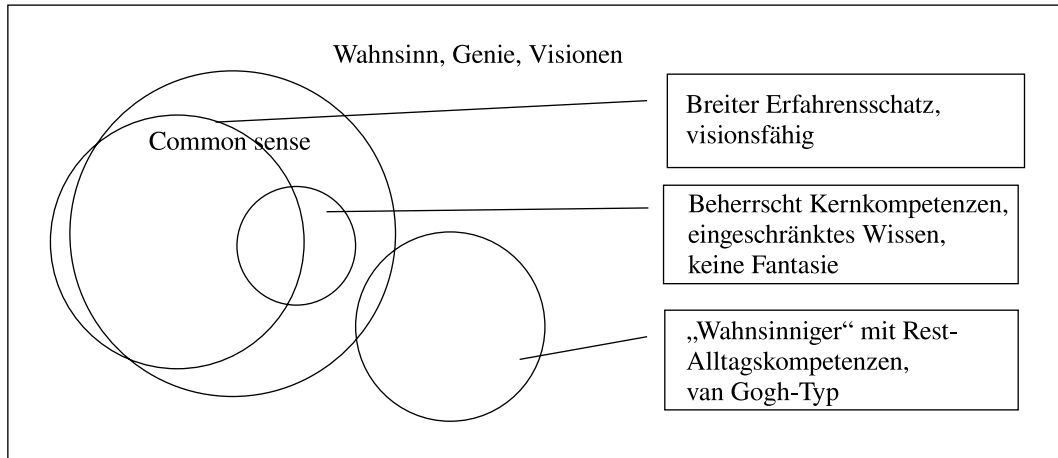 Wahnsinn, Genie, Visionen
Common sense
Breiter Erfahrensschatz,
visionsfähig
Beherrscht Kernkompetenzen,
eingeschränktes Wissen,
keine Fantasie
„Wahnsinniger“ mit Rest-
Alltagskompetenzen,
van Gogh-Typ